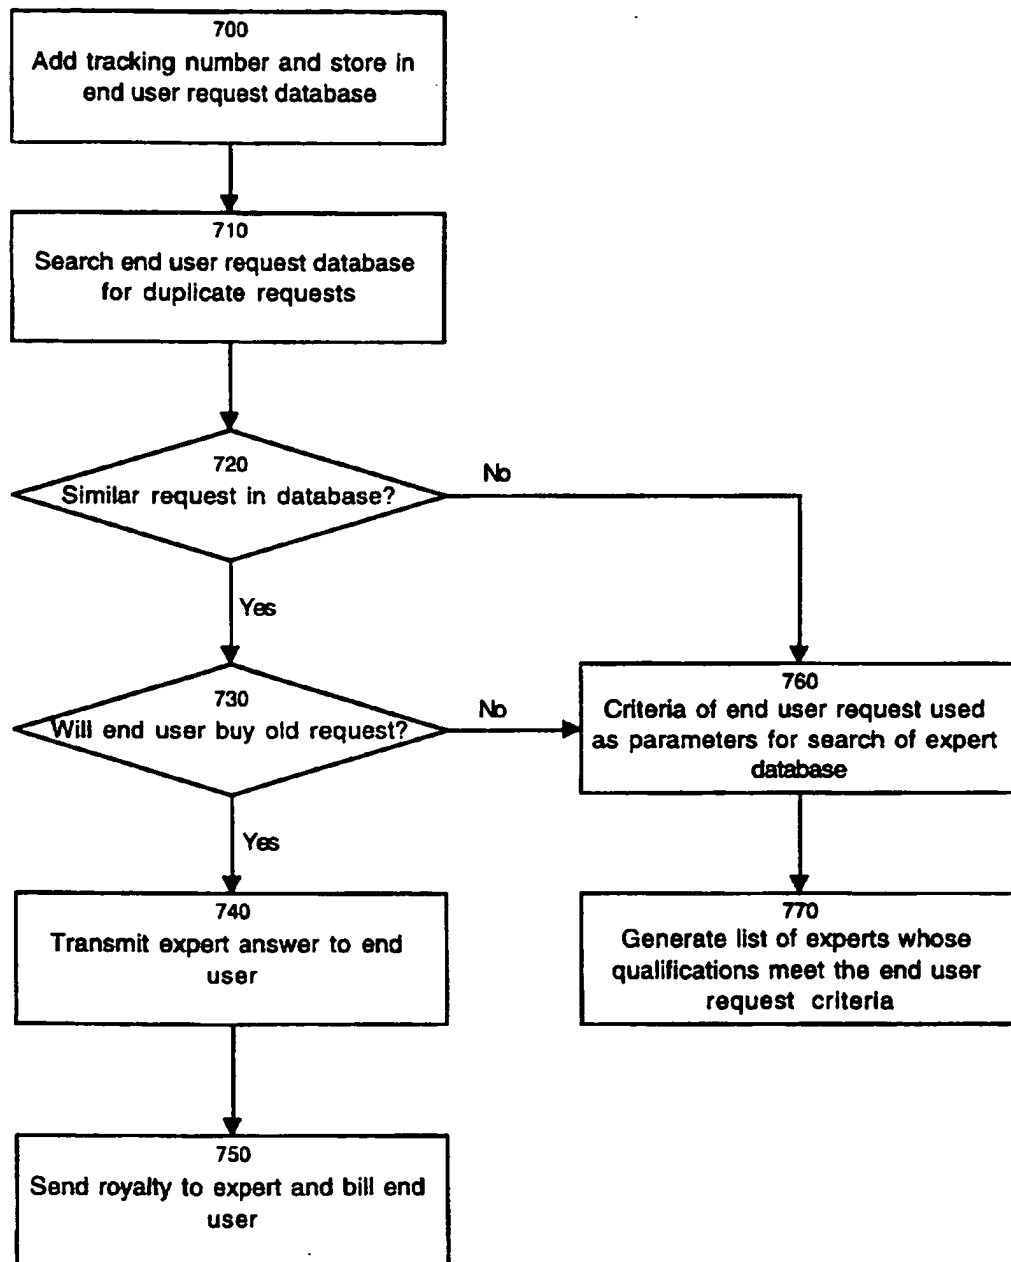 700
Add tracking number and store in
end user request database
710
Search end user request database
for duplicate requests
720
Similar request in database?
No
Yes
730
Will end user buy old request?
No
Yes
760
Criteria of end user request used
as parameters for search of expert
database
740
Transmit expert answer to end
user
770
Generate list of experts whose
qualifications meet the end user
request criteria
750
Send royalty to expert and bill end
user